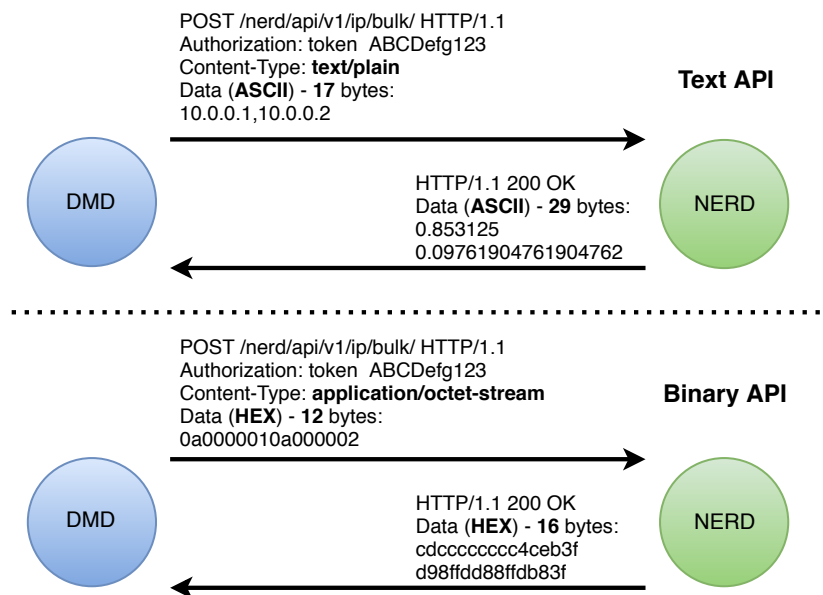 POST /nerd/api/v1/ip/bulk/ HTTP/1.1
Authorization: token ABCDefg123
Content-Type: text/plain
Data (ASCII) - 17 bytes:
10.0.0.1,10.0.0.2
Text API
DMD
NERD
HTTP/1.1 200 OK
Data (ASCII) - 29 bytes:
0.853125
0.09761904761904762
POST /nerd/api/v1/ip/bulk/ HTTP/1.1
Authorization: token ABCDefg123
Content-Type: application/octet-stream
Data (HEX) - 12 bytes:
0a0000010a000002
Binary API
DMD
NERD
HTTP/1.1 200 OK
Data (HEX) - 16 bytes:
cdcccccccc4ceb3f
d98ffdd88ffdb83f